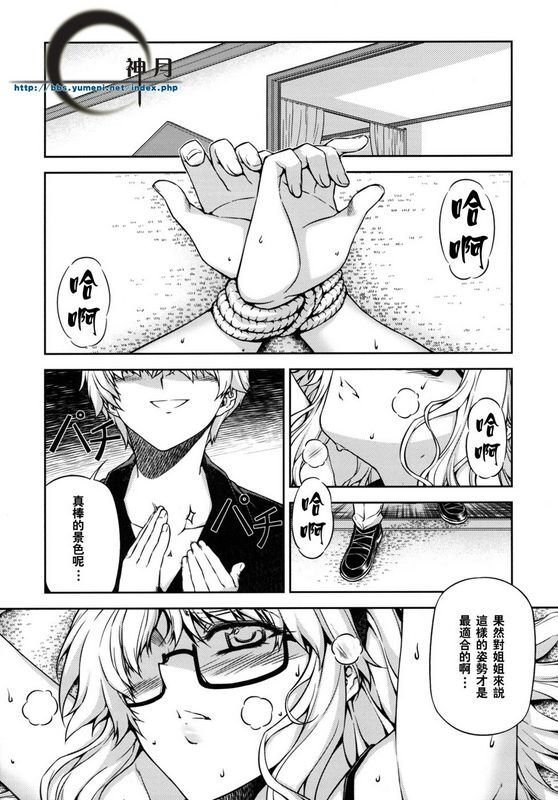 神月
http://bbs.yumeni.net/index.php
哈啊
哈啊
哈啊
哈啊
パチ
パチ
真棒的景色呢…
果然對姐姐來說
這樣的姿勢才是
最適合的啊…